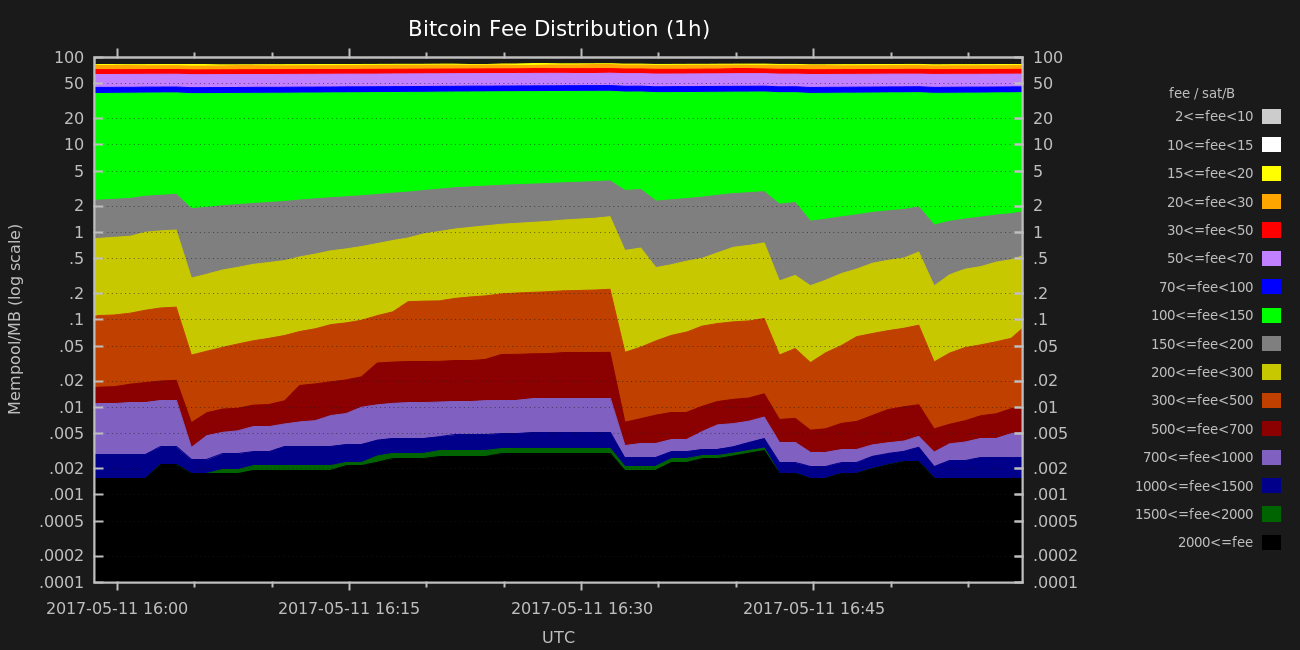 Bitcoin Fee Distribution (1h)
Mempool/MB (log scale)
100
50
20
10
5
2
1
.5
.2
.1
.05
.02
.01
.005
.002
.001
.0005
.0002
.0001
100
50
20
10
5
2
1
.5
.2
.1
.05
.02
.01
.005
.002
.001
.0005
.0002
.0001
2017-05-11 16:00 2017-05-11 16:15 2017-05-11 16:30 2017-05-11 16:45
UTC
fee / sat/B
2<=fee<10
10<=fee<15
15<=fee<20
20<=fee<30
30<=fee<50
50<=fee<70
70<=fee<100
100<=fee<150
150<=fee<200
200<=fee<300
300<=fee<500
500<=fee<700
700<=fee<1000
1000<=fee<1500
1500<=fee<2000
2000<=fee